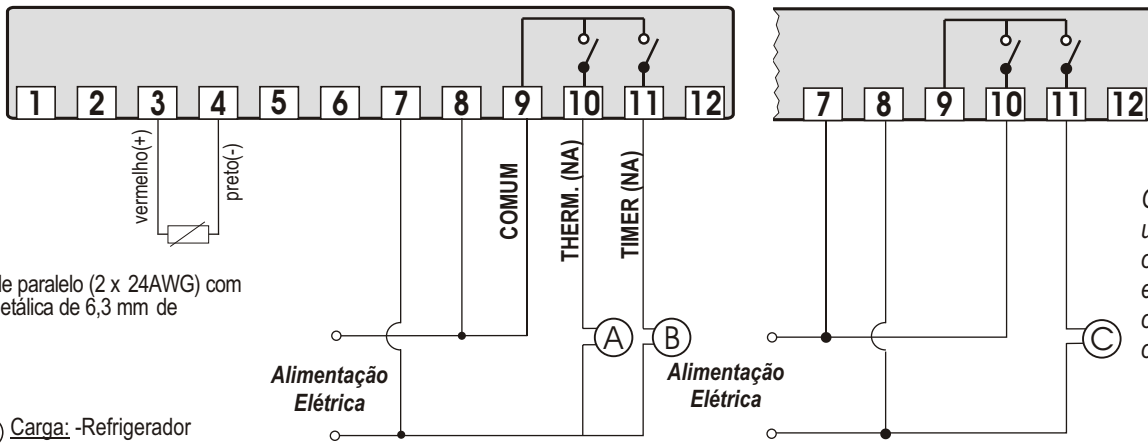 1 2 3 4 5 6 7 8 9 10 11 12
7 8 9 10 11 12
vermelho(+)
preto(-)
COMUM
THERM. (NA)
TIMER (NA)
paralelo (2 x 24AWG) com
de 6,3 mm de
A
B
C
Alimentação
Elétrica
Alimentação
Elétrica
Carga: -Refrigerador